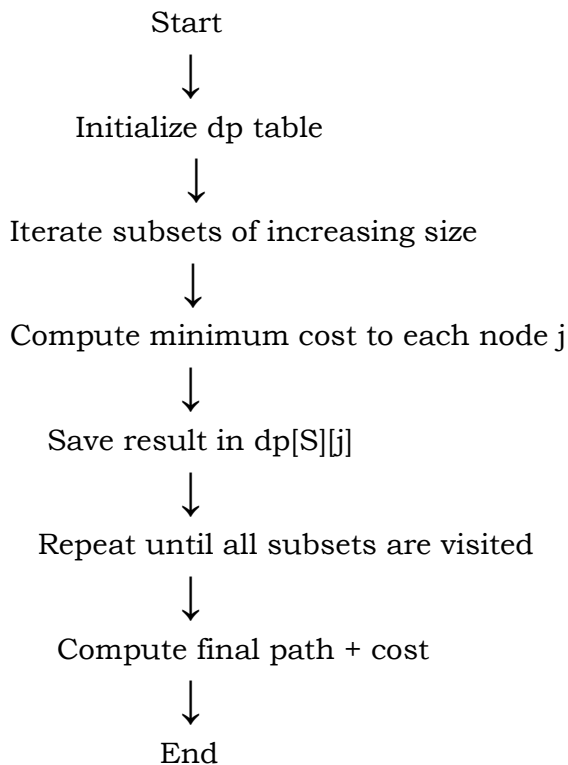 Start
Initialize dp table
Iterate subsets of increasing size
Compute minimum cost to each node j
Save result in dp[S][j]
Repeat until all subsets are visited
Compute final path + cost
End